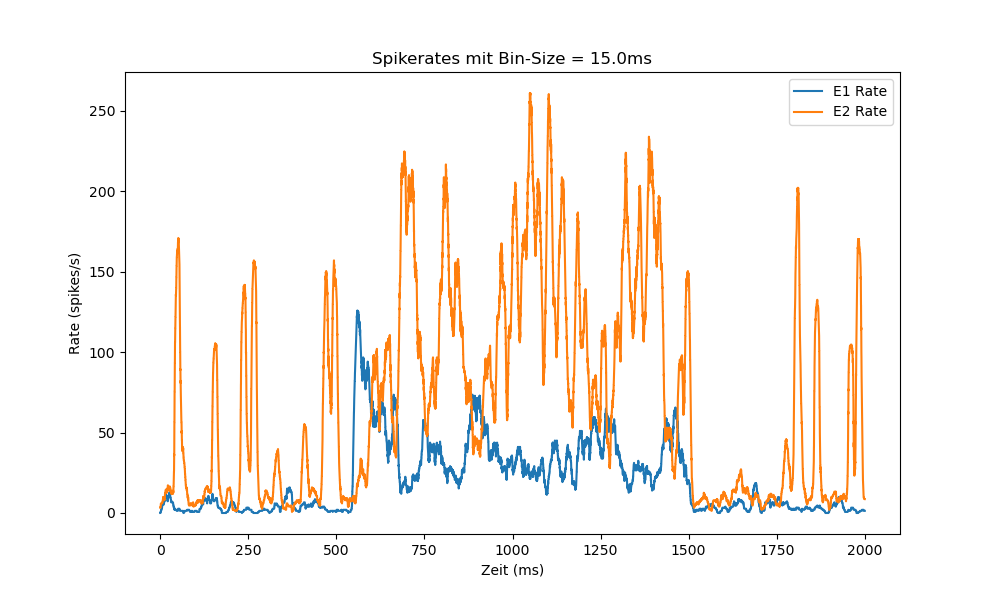 Spikerates mit Bin-Size = 15.0ms
E1 Rate
E2 Rate
Rate (spikes/s)
250
200
150
100
50
0
0 250 500 750 1000 1250 1500 1750 2000
Zeit (ms)